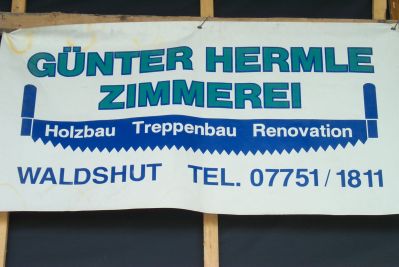 GÜNTER HERMLE
ZIMMEREI
Holzbau Treppenbau Renovation
WALDSHUT TEL. 07751/1811